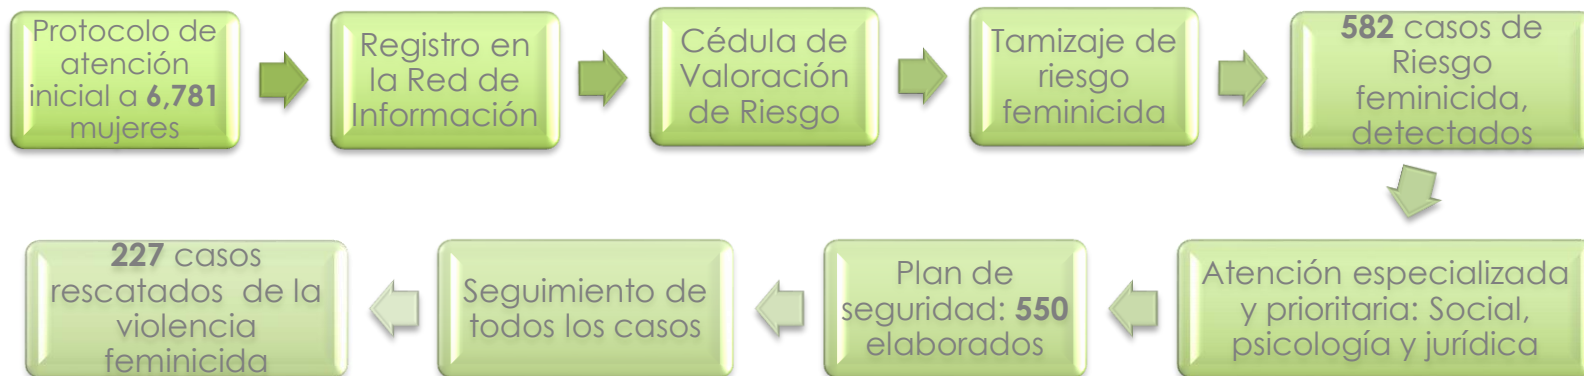 Protocolo de
atención
inicial a 6,781
mujeres
Registro en
la Red de
Información
Cédula de
Valoración
de Riesgo
Tamizaje de
riesgo
feminicida
582 casos de
Riesgo
feminicida,
detectados
Atención especializada
y prioritaria: Social,
psicología y jurídica
Plan de
seguridad: 550
elaborados
Seguimiento de
todos los casos
227 casos
rescatados de la
violencia
feminicida